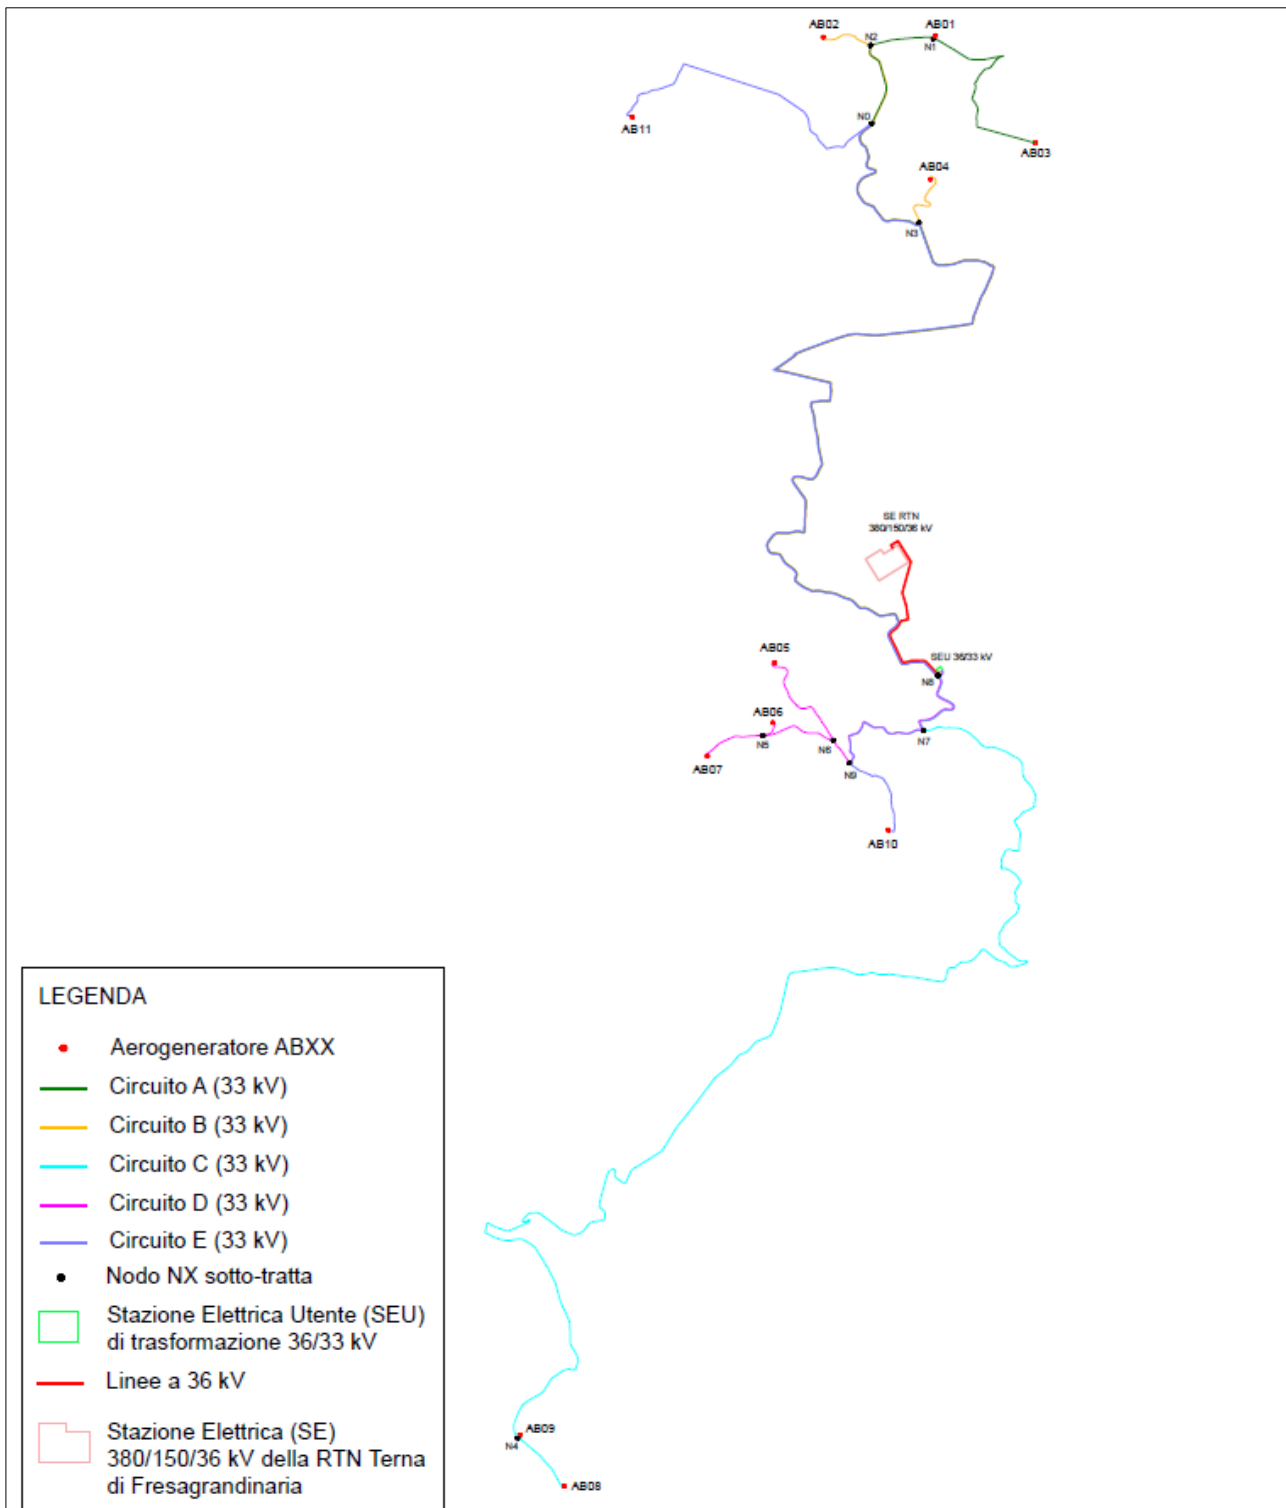 AB02
AB01
N2
N1
AB11
N0
AB03
AB04
N3
SE RTN
380/150/36 kV
AB05
SEU 36/33 kV
N8
AB06
N5
N6
N7
AB07
N9
AB10
LEGENDA
Aerogeneratore ABXX
Circuito A (33 kV)
Circuito B (33 kV)
Circuito C (33 kV)
Circuito D (33 kV)
Circuito E (33 kV)
Nodo NX sotto-tratta
Stazione Elettrica Utente (SEU)
di trasformazione 36/33 kV
Linee a 36 kV
Stazione Elettrica (SE)
380/150/36 kV della RTN Terna
di Fresagrandinaria
AB09
N4
AB08